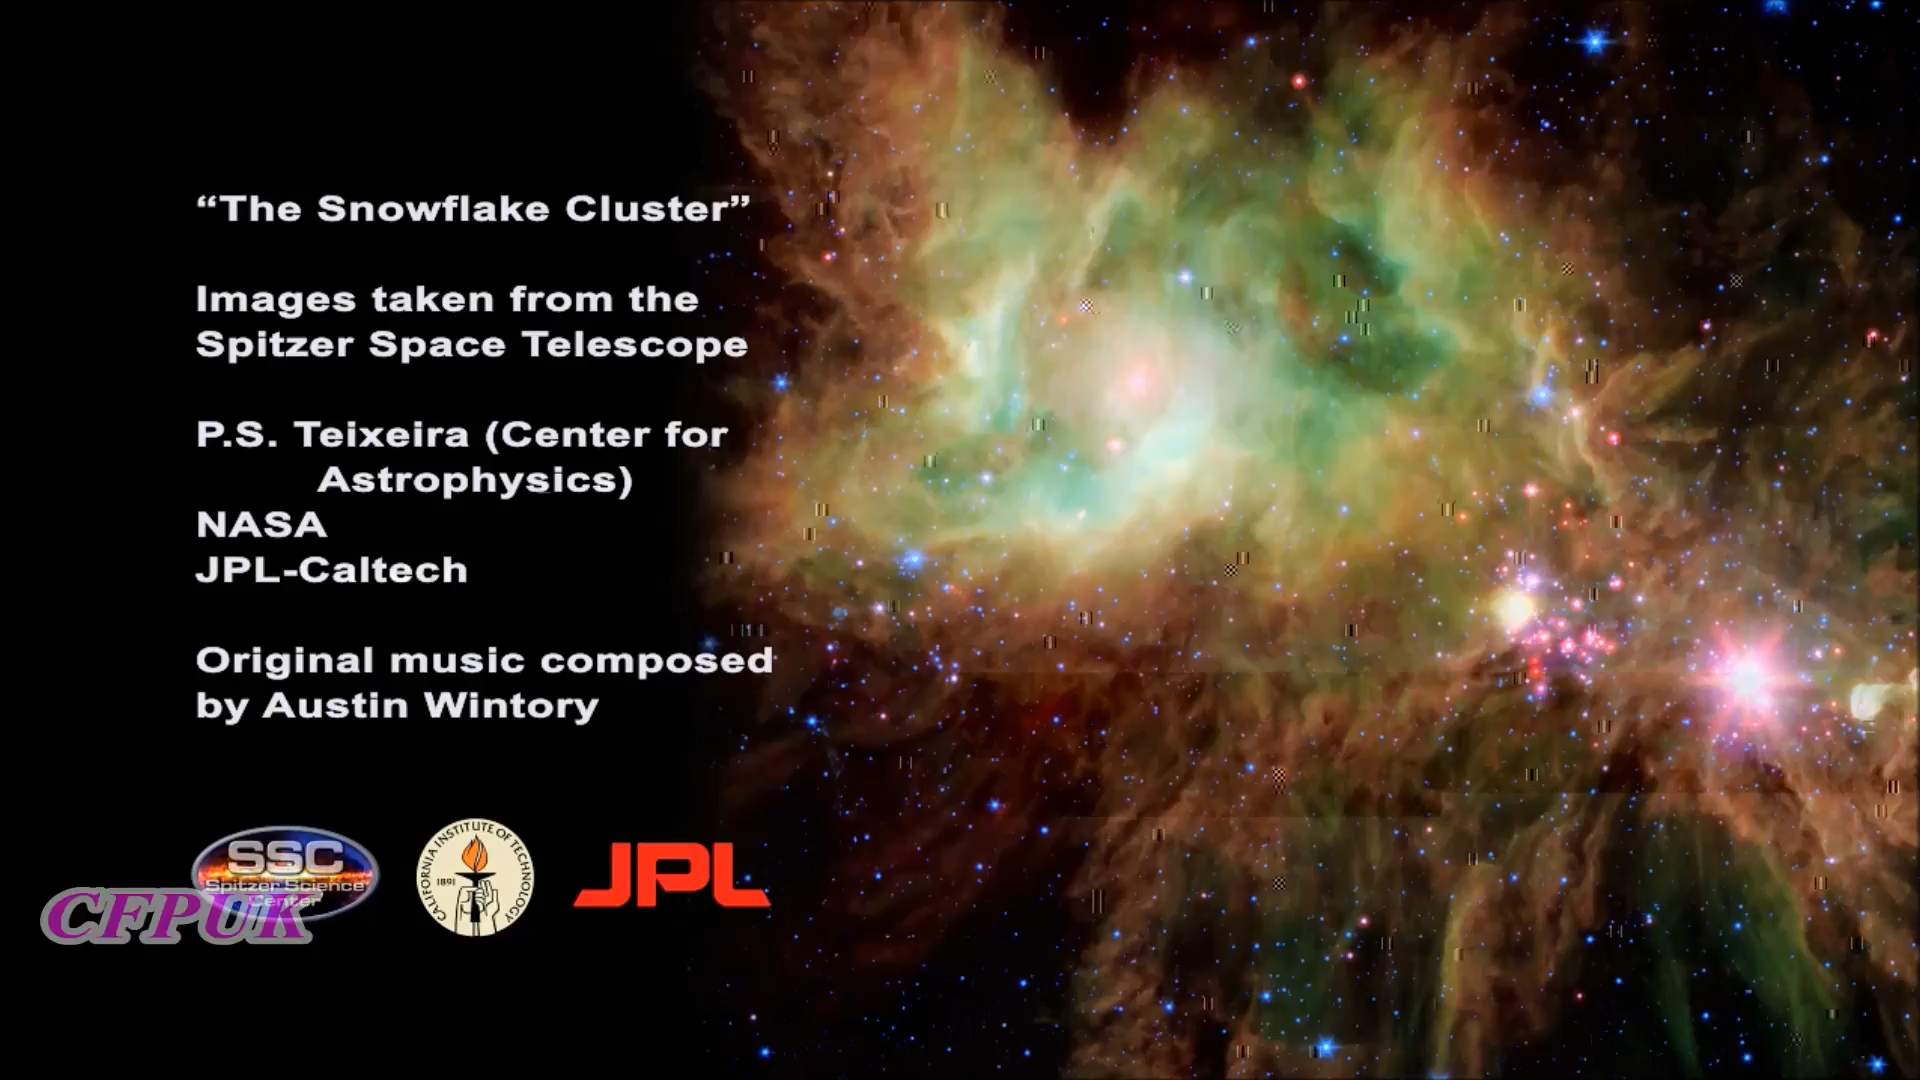 “The Snowflake Cluster”
Images taken from the
Spitzer Space Telescope
P.S. Teixeira (Center for
Astrophysics)
NASA
JPL-Caltech
Original music composed
by Austin Wintory
SSC
Spitzer Science
Center
CFPUK
CALIFORNIA INSTITUTE OF TECHNOLOGY
1891
JPL